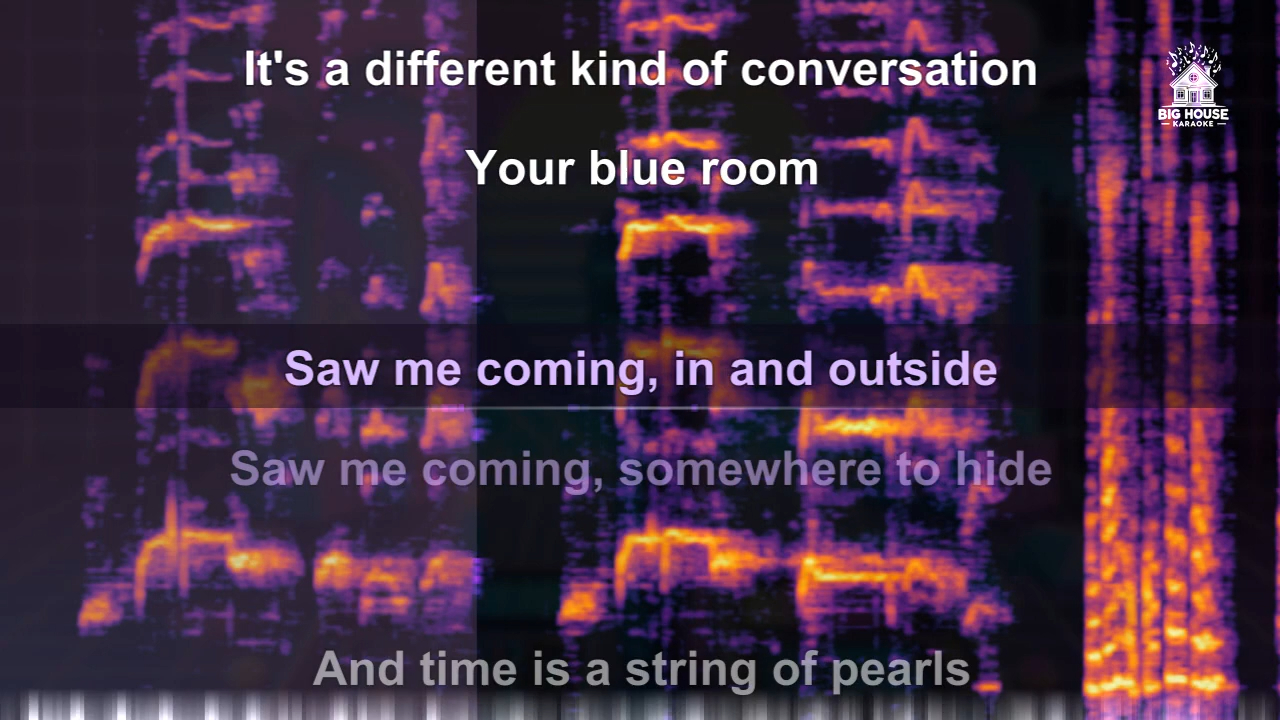 It's a different kind of conversation
BIG HOUSE
KARAOKE
Your blue room
Saw me coming, in and outside
Saw me coming, somewhere to hide
And time is a string of pearls